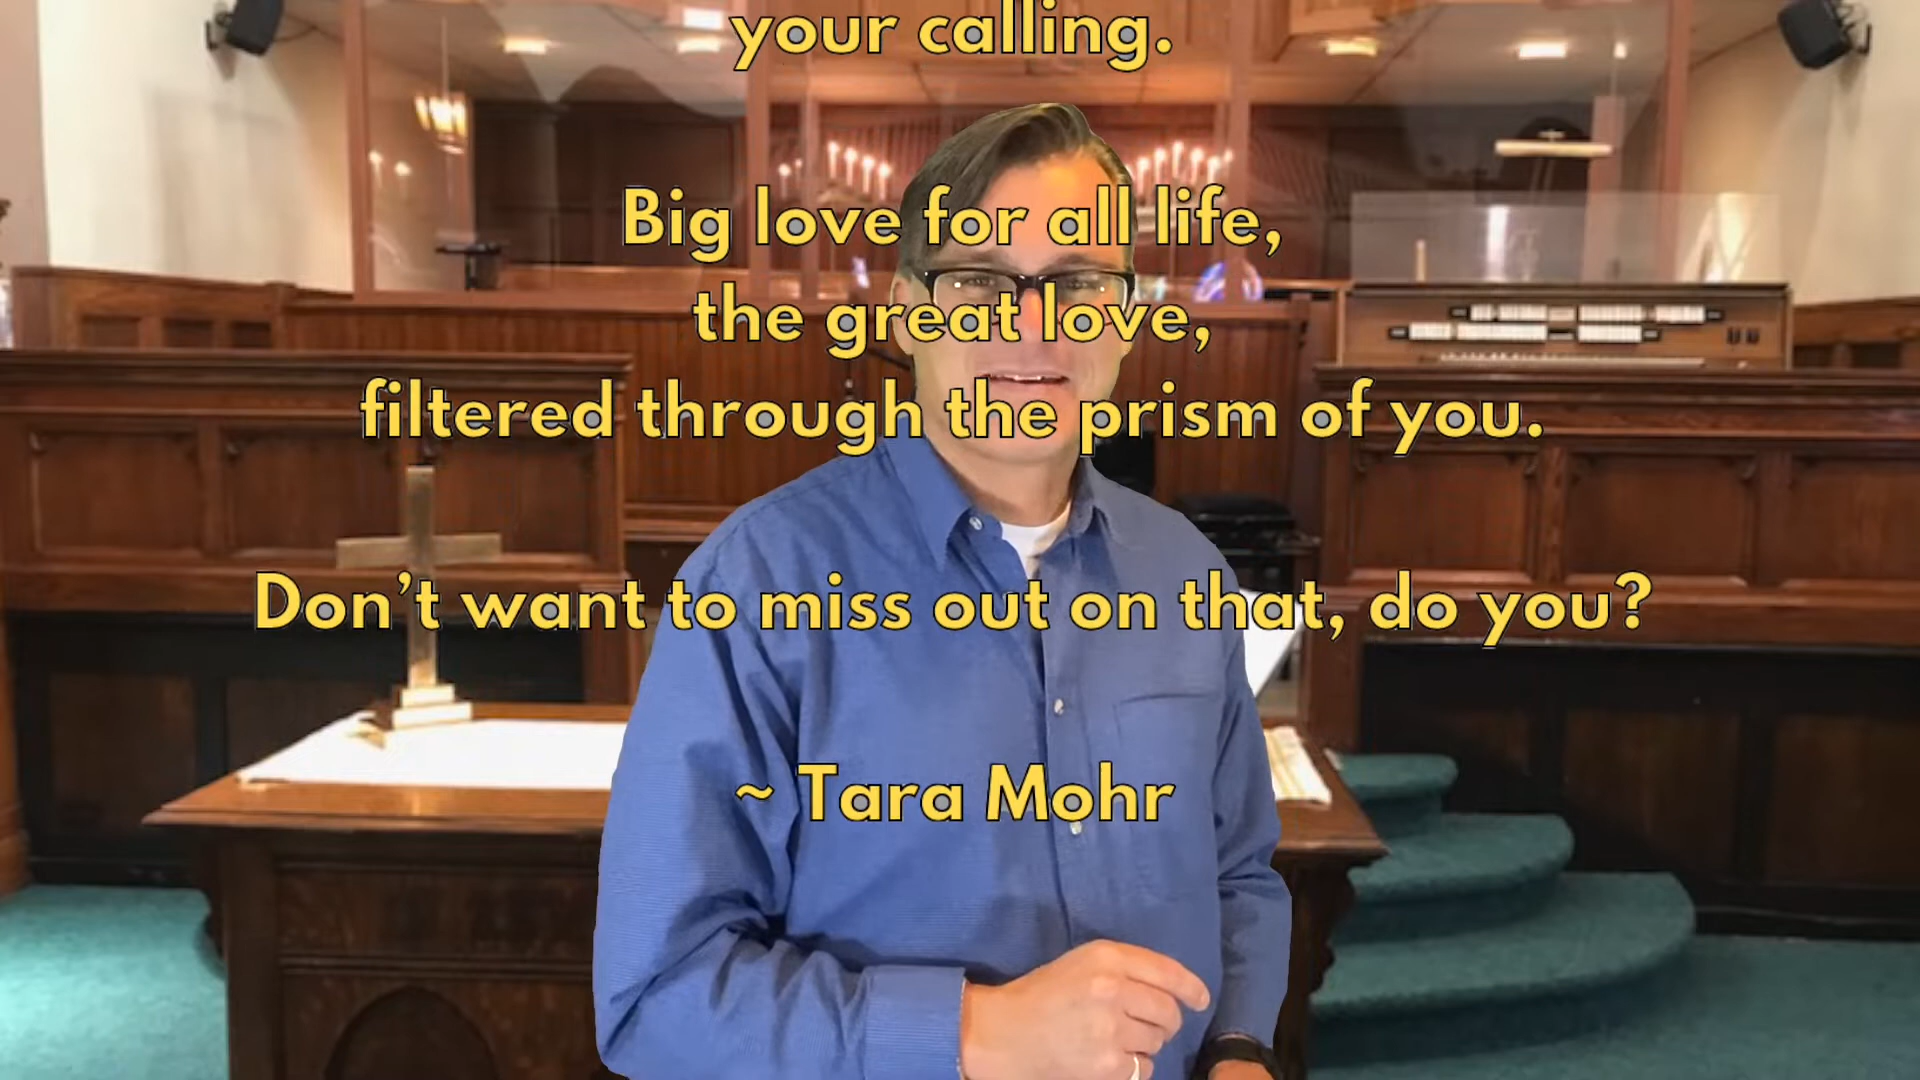 your calling.
Big love for all life,
the great love,
filtered through the prism of you.
Don’t want to miss out on that, do you?
~ Tara Mohr